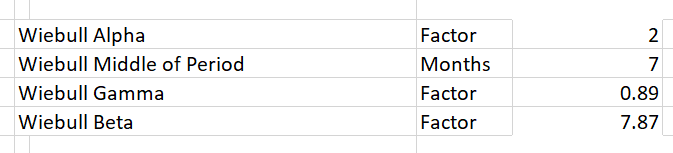 Wiebull Alpha Factor 2
Wiebull Middle of Period Months 7
Wiebull Gamma Factor 0.89
Wiebull Beta Factor 7.87